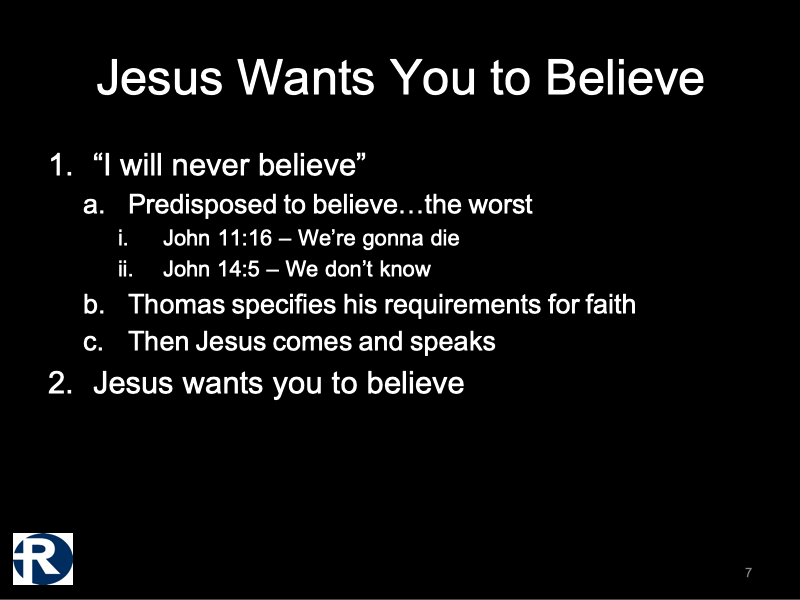 Jesus Wants You to Believe
1. “I will never believe”
a. Predisposed to believe…the worst
i. John 11:16 – We’re gonna die
ii. John 14:5 – We don’t know
b. Thomas specifies his requirements for faith
c. Then Jesus comes and speaks
2. Jesus wants you to believe
R
7